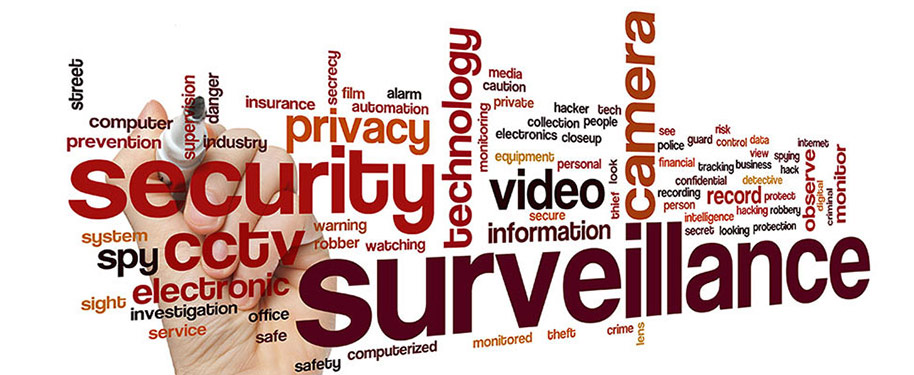 street
computer
prevention
supervision
danger
industry
insurance
secrecy
film
alarm
automation
privacy
security
technology
monitoring
media
caution
private
hacker
tech
collection
people
electronics
closeup
equipment
personal
video
secure
information
look
thief
camera
see
risk
police
guard
control
data
internet
view
spying
financial
tracking
business
hack
confidential
detective
recording
record
protect
person
intelligence
hacking
robbery
secret
looking
protection
observe
digital
criminal
monitor
system
spy
cctv
warning
robber
watching
electronic
sight
investigation
office
service
safe
surveillance
safety
computerized
monitored
theft
crime
lens